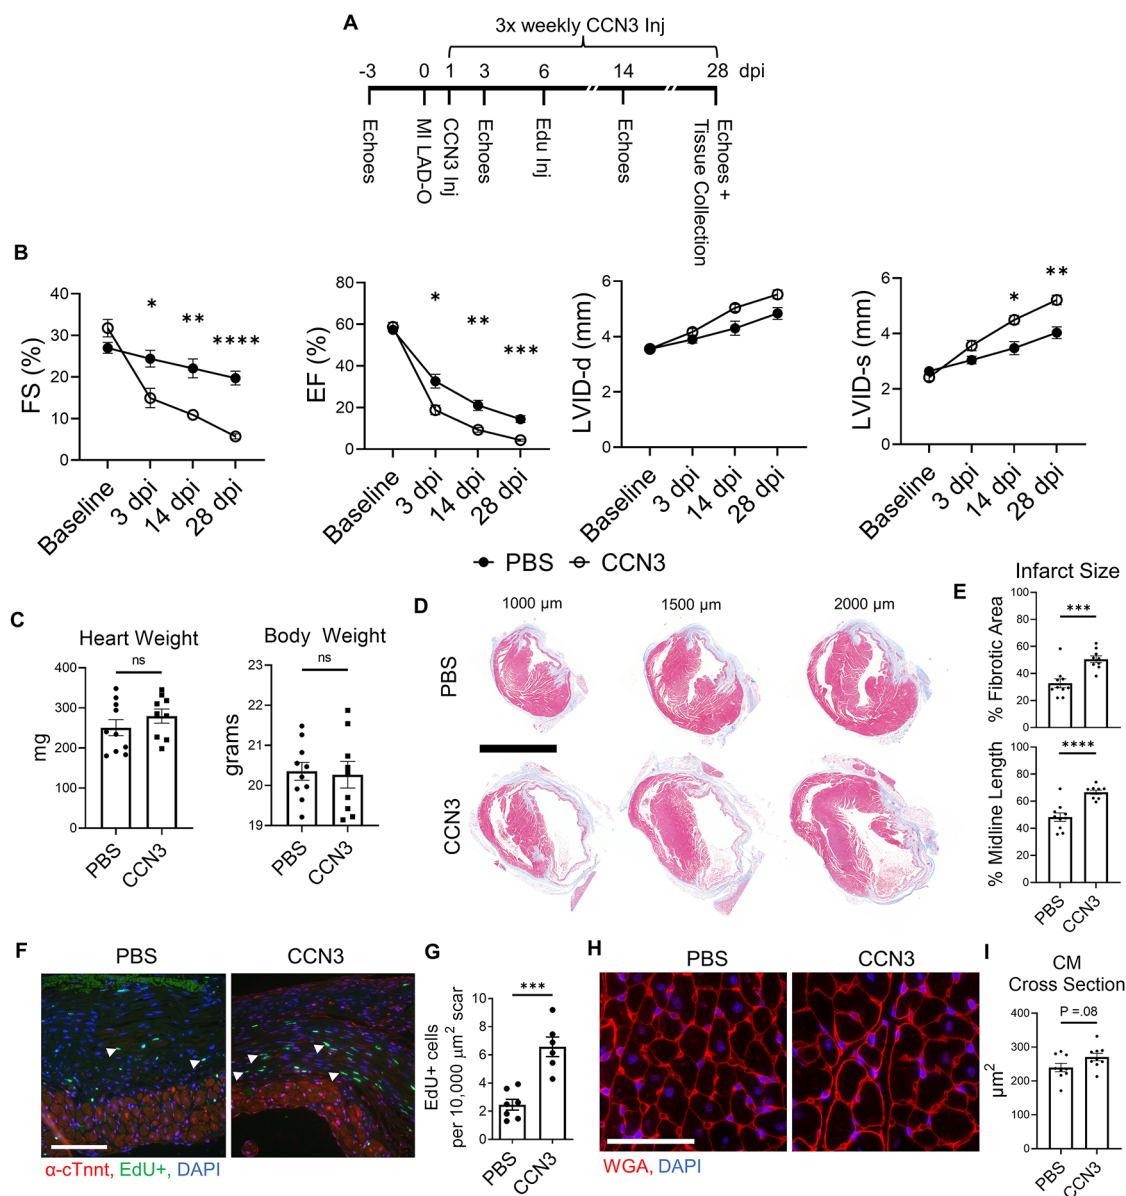 A
3x weekly CCN3 Inj
-3 0 1 3 6 14 28 dpi
Echoes
MI LAD-O
CCN3 Inj
Echoes
Edu Inj
Echoes
Echoes +
Tissue Collection
B
FS (%)
40
30
20
10
0
*
**
****
Baseline
3 dpi
14 dpi
28 dpi
EF (%)
80
60
40
20
0
*
**
***
Baseline
3 dpi
14 dpi
28 dpi
LVID-d (mm)
6
4
2
0
Baseline
3 dpi
14 dpi
28 dpi
LVID-s (mm)
6
4
2
0
*
**
Baseline
3 dpi
14 dpi
28 dpi
PBS CCN3
C
Heart Weight
ns
mg
400
300
200
100
0
PBS
CCN3
Body Weight
ns
grams
23
22
21
20
19
PBS
CCN3
D
1000 µm 1500 µm 2000 µm
PBS
CCN3
E
Infarct Size
% Fibrotic Area
100
80
60
40
20
0
***
% Midline Length
100
80
60
40
20
0
****
PBS
CCN3
F
PBS CCN3
α-cTnnt, EdU+, DAPI
G
EdU+ cells
per 10,000 µm² scar
10
8
6
4
2
0
***
PBS
CCN3
H
PBS CCN3
WGA, DAPI
I
CM
Cross Section
P =.08
µm²
400
300
200
100
0
PBS
CCN3